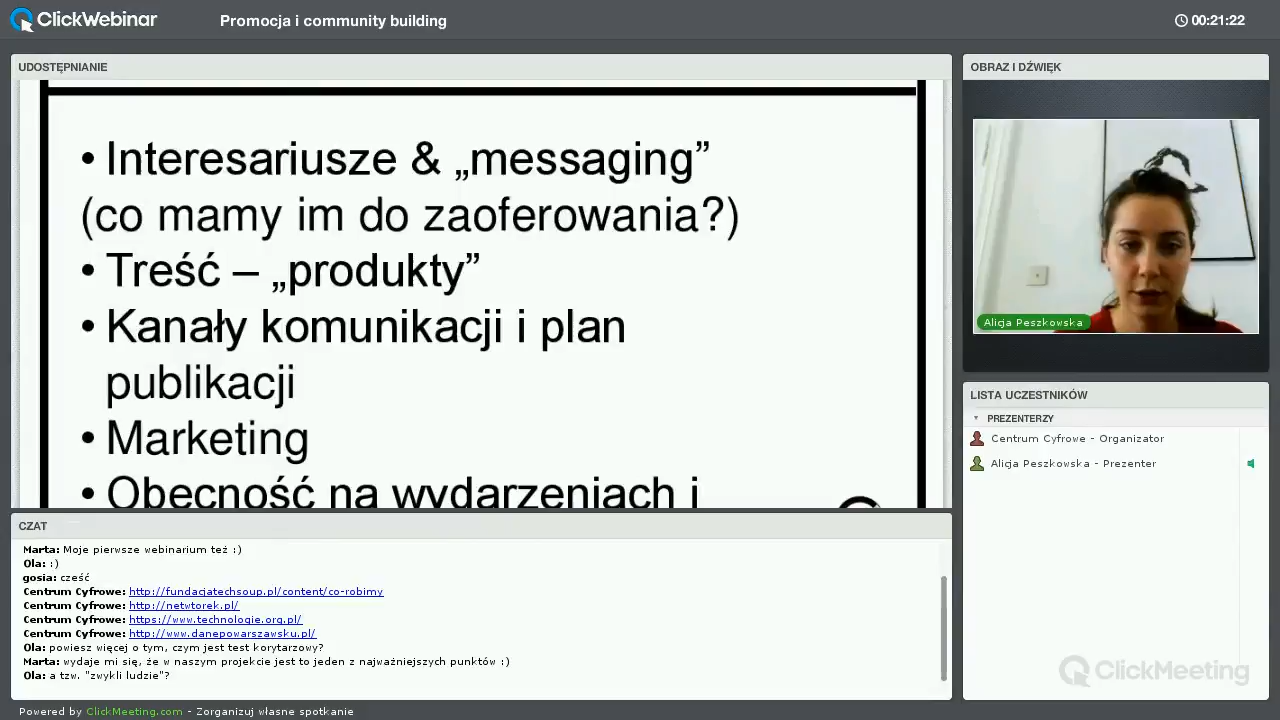 ClickWebinar
Promocja i community building
00:21:22
UDOSTĘPNIANIE
• Interesariusze & „messaging”
(co mamy im do zaoferowania?)
• Treść – „produkty”
• Kanały komunikacji i plan
publikacji
• Marketing
• Obecność na wydarzeniach i
OBRAZ I DŹWIĘK
Alicja Peszkowska
LISTA UCZESTNIKÓW
PREZENTERZY
Centrum Cyfrowe - Organizator
Alicja Peszkowska - Prezenter
CZAT
Marta: Moje pierwsze webinarium też :)
Ola: :)
gosia: cześć
Centrum Cyfrowe: http://fundacjatechsoup.pl/content/co-robimy
Centrum Cyfrowe: http://netwtorek.pl/
Centrum Cyfrowe: https://www.technologie.org.pl/
Centrum Cyfrowe: http://www.danepowarszawsku.pl/
Ola: powiesz więcej o tym, czym jest test korytarzowy?
Marta: wydaje mi się, że w naszym projekcie jest to jeden z najważniejszych punktów :)
Ola: a tzw. "zwykli ludzie"?
ClickMeeting
Powered by ClickMeeting.com - Zorganizuj własne spotkanie